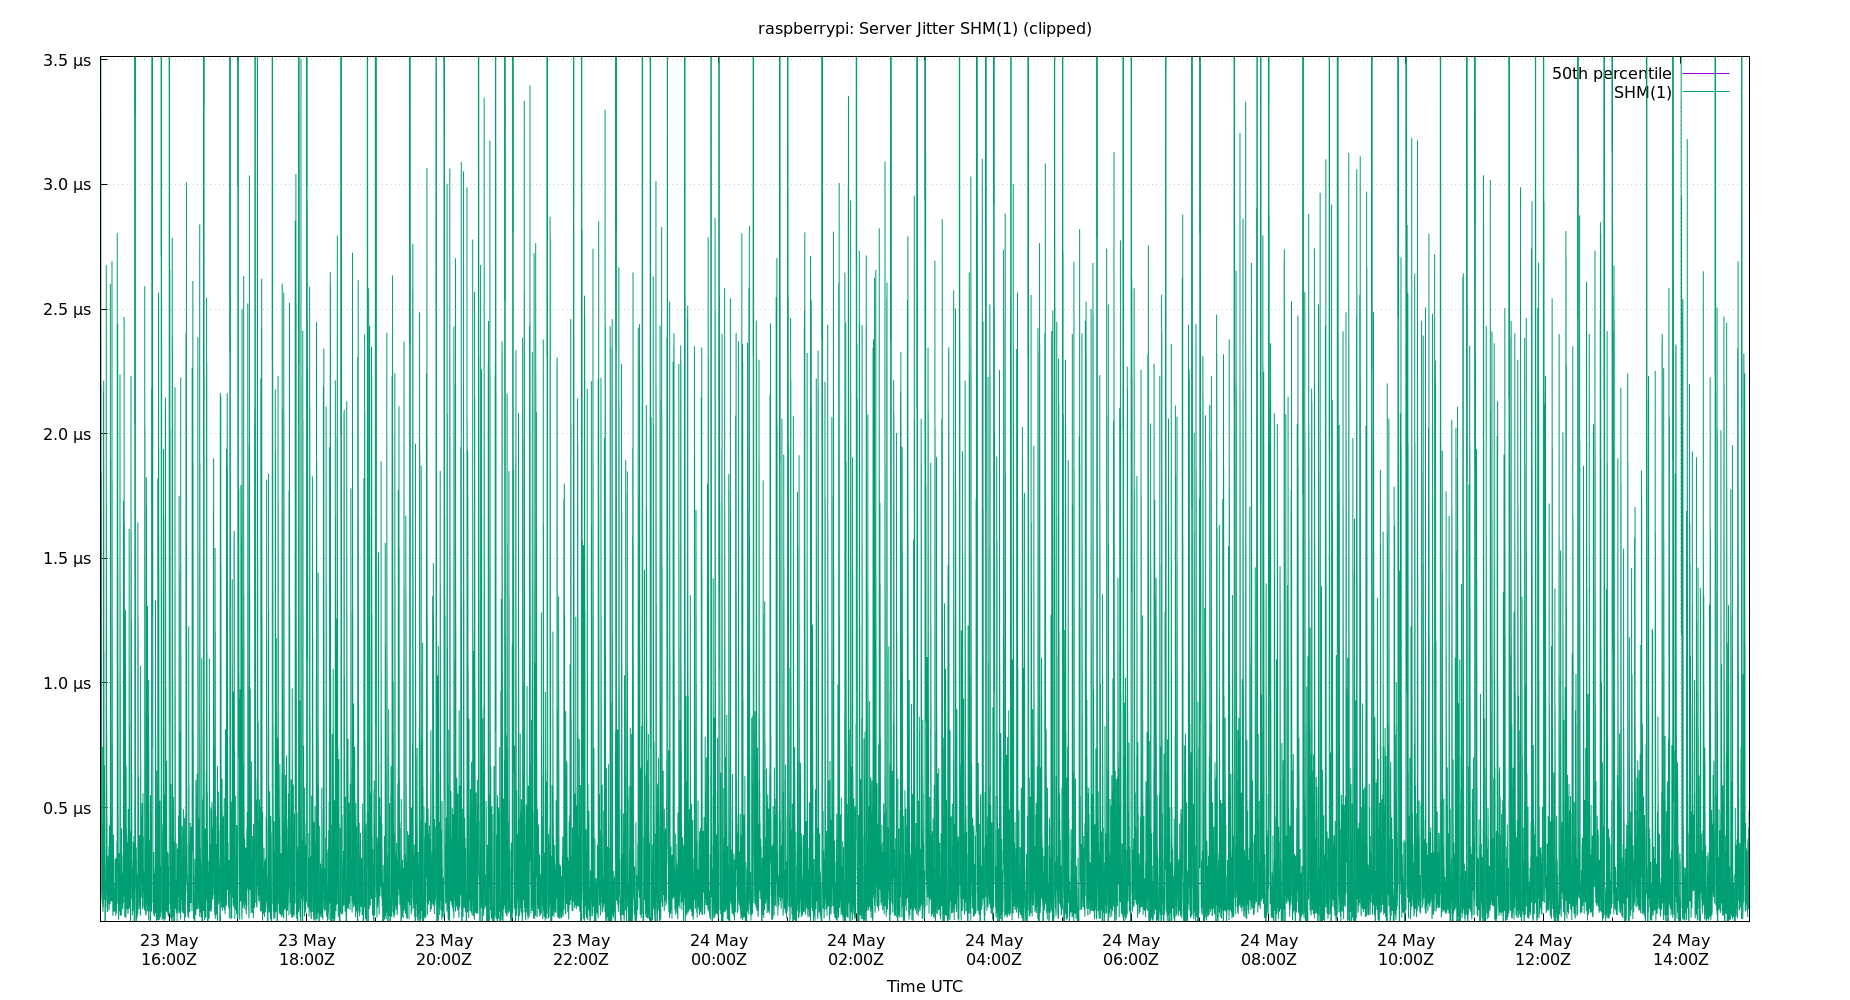 raspberrypi: Server Jitter SHM(1) (clipped)
3.5 µs
3.0 µs
2.5 µs
2.0 µs
1.5 µs
1.0 µs
0.5 µs
50th percentile
SHM(1)
23 May 23 May 23 May 23 May 24 May 24 May 24 May 24 May 24 May 24 May 24 May 24 May
16:00Z 18:00Z 20:00Z 22:00Z 00:00Z 02:00Z 04:00Z 06:00Z 08:00Z 10:00Z 12:00Z 14:00Z
Time UTC